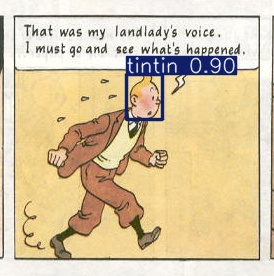 That was my landlady's voice.
I must go and see what's happened.
tintin 0.90